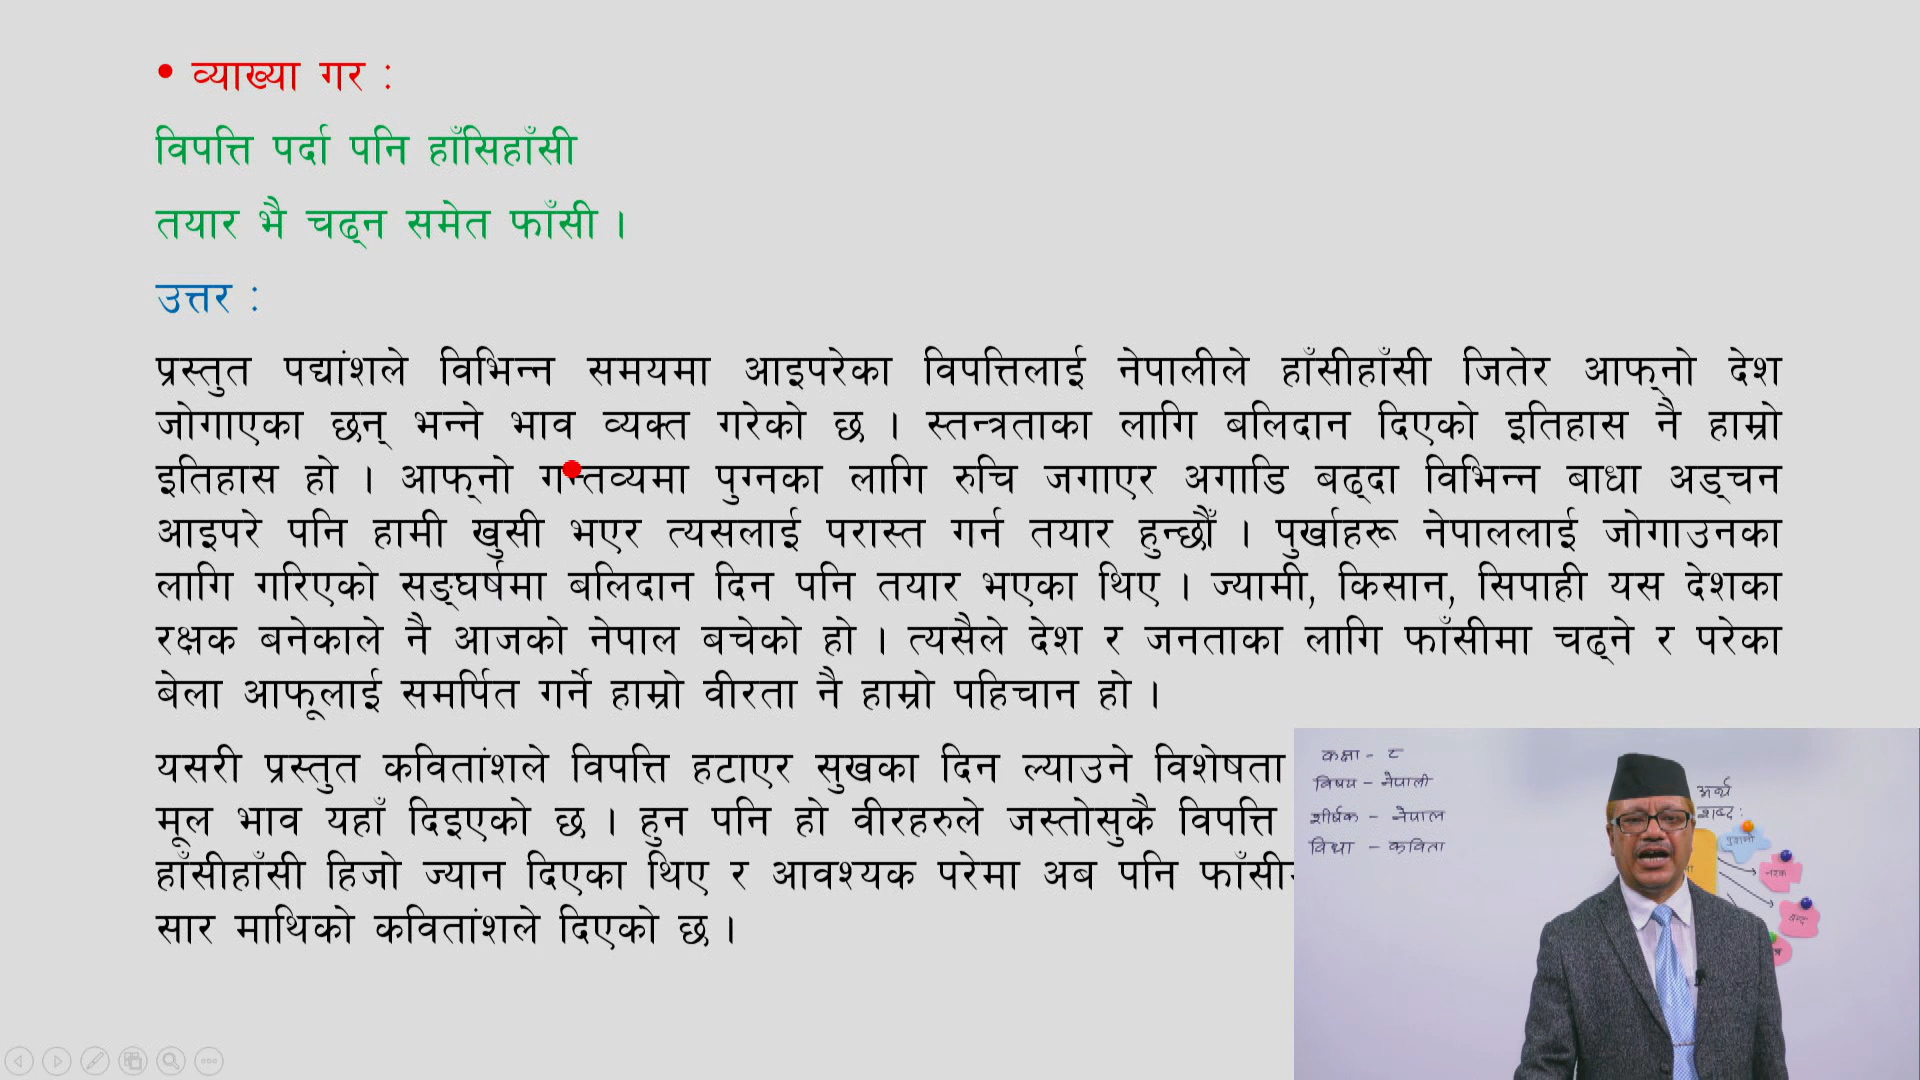 • व्याख्या गर :
विपत्ति पर्दा पनि हाँसिहाँसी
तयार भै चढ्न समेत फाँसी ।
उत्तर :
प्रस्तुत पद्यांशले विभिन्न समयमा आइपरेका विपत्तिलाई नेपालीले हाँसीहाँसी जितेर आफ्नो देश
जोगाएका छन् भन्ने भाव व्यक्त गरेको छ । स्तन्त्रताका लागि बलिदान दिएको इतिहास नै हाम्रो
इतिहास हो । आफ्नो गन्तव्यमा पुग्नका लागि रुचि जगाएर अगाडि बढ्दा विभिन्न बाधा अड्चन
आइपरे पनि हामी खुसी भएर त्यसलाई परास्त गर्न तयार हुन्छौँ । पुर्खाहरू नेपाललाई जोगाउनका
लागि गरिएको सङ्घर्षमा बलिदान दिन पनि तयार भएका थिए । ज्यामी, किसान, सिपाही यस देशका
रक्षक बनेकाले नै आजको नेपाल बचेको हो । त्यसैले देश र जनताका लागि फाँसीमा चढ्ने र परेका
बेला आफूलाई समर्पित गर्ने हाम्रो वीरता नै हाम्रो पहिचान हो ।
यसरी प्रस्तुत कवितांशले विपत्ति हटाएर सुखका दिन ल्याउने विशेषता
मूल भाव यहाँ दिइएको छ । हुन पनि हो वीरहरुले जस्तोसुकै विपत्ति
हाँसीहाँसी हिजो ज्यान दिएका थिए र आवश्यक परेमा अब पनि
सार माथिको कवितांशले दिएको छ ।
कक्षा - ८
विषय - नेपाली
शीर्षक - नेपाल
विधा - कविता
अर्थ
शब्द :
नरक